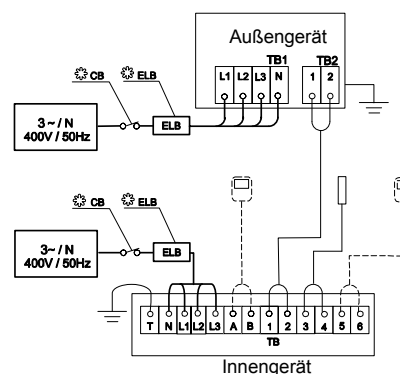 Außengerät
TB1 TB2
L1 L2 L3 N 1 2
CB ELB
3 ~ / N
400V / 50Hz
ELB
CB ELB
3~ / N
400V / 50Hz
ELB
T N L1 L2 L3 A B 1 2 3 4 5 6
TB
Innengerät